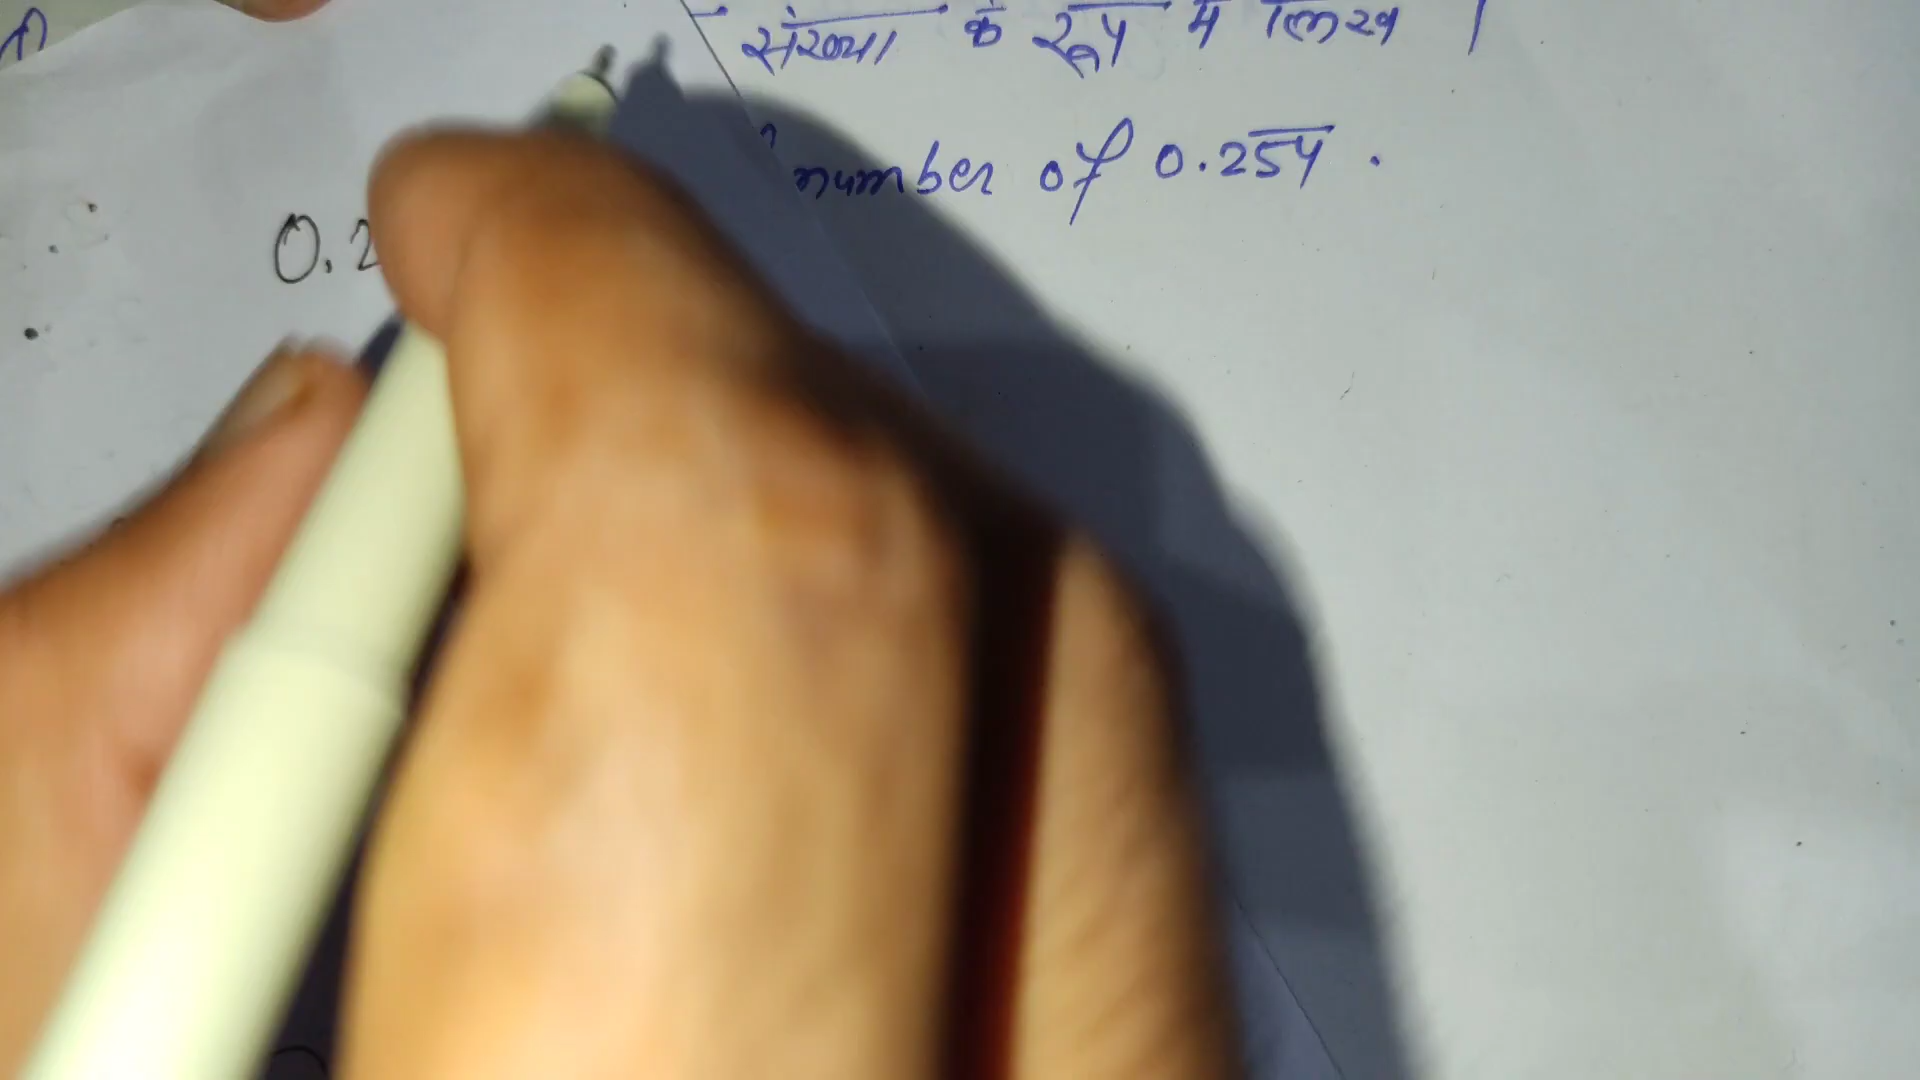 संख्या के रूप में लिखें ।
number of 0.25̅4̅ .
0.2